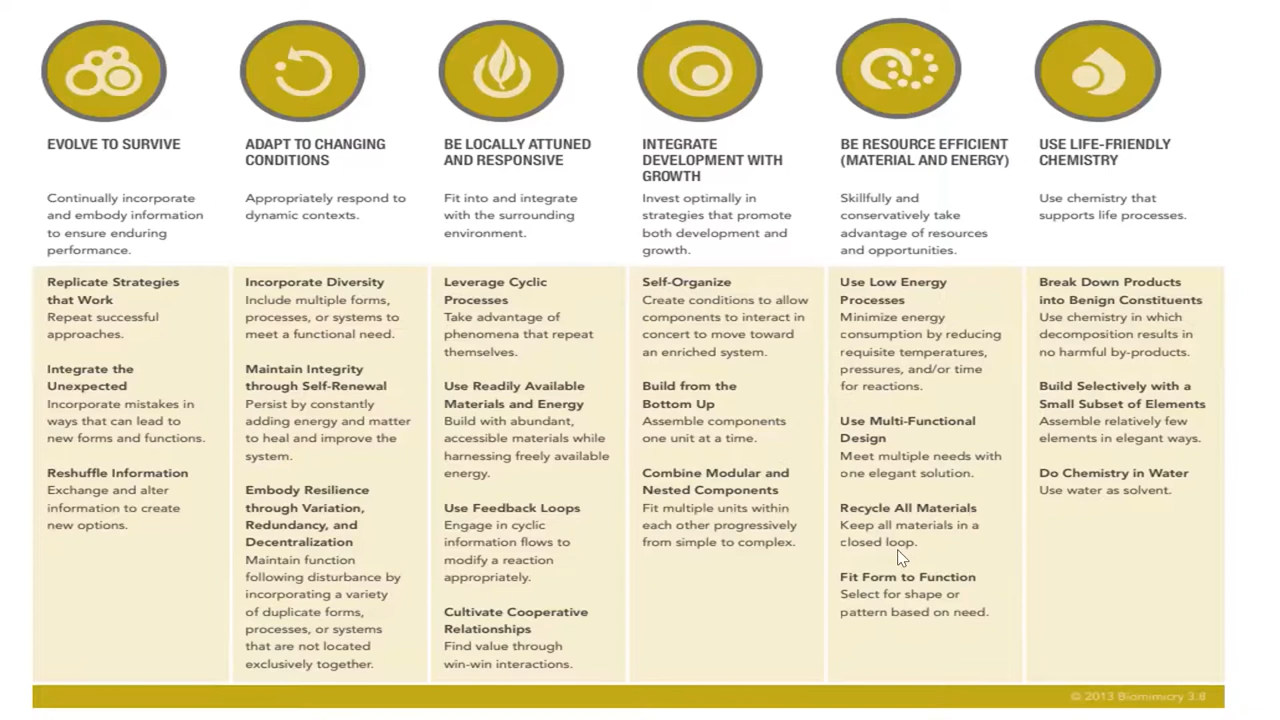 EVOLVE TO SURVIVE
Continually incorporate
and embody information
to ensure enduring
performance.
Replicate Strategies
that Work
Repeat successful
approaches.
Integrate the
Unexpected
Incorporate mistakes in
ways that can lead to
new forms and functions.
Reshuffle Information
Exchange and alter
information to create
new options.
ADAPT TO CHANGING
CONDITIONS
Appropriately respond to
dynamic contexts.
Incorporate Diversity
Include multiple forms,
processes, or systems to
meet a functional need.
Maintain Integrity
through Self-Renewal
Persist by constantly
adding energy and matter
to heal and improve the
system.
Embody Resilience
through Variation,
Redundancy, and
Decentralization
Maintain function
following disturbance by
incorporating a variety
of duplicate forms,
processes, or systems
that are not located
exclusively together.
BE LOCALLY ATTUNED
AND RESPONSIVE
Fit into and integrate
with the surrounding
environment.
Leverage Cyclic
Processes
Take advantage of
phenomena that repeat
themselves.
Use Readily Available
Materials and Energy
Build with abundant,
accessible materials while
harnessing freely available
energy.
Use Feedback Loops
Engage in cyclic
information flows to
modify a reaction
appropriately.
Cultivate Cooperative
Relationships
Find value through
win-win interactions.
INTEGRATE
DEVELOPMENT WITH
GROWTH
Invest optimally in
strategies that promote
both development and
growth.
Self-Organize
Create conditions to allow
components to interact in
concert to move toward
an enriched system.
Build from the
Bottom Up
Assemble components
one unit at a time.
Combine Modular and
Nested Components
Fit multiple units within
each other progressively
from simple to complex.
BE RESOURCE EFFICIENT
(MATERIAL AND ENERGY)
Skillfully and
conservatively take
advantage of resources
and opportunities.
Use Low Energy
Processes
Minimize energy
consumption by reducing
requisite temperatures,
pressures, and/or time
for reactions.
Use Multi-Functional
Design
Meet multiple needs with
one elegant solution.
Recycle All Materials
Keep all materials in a
closed loop.
Fit Form to Function
Select for shape or
pattern based on need.
USE LIFE-FRIENDLY
CHEMISTRY
Use chemistry that
supports life processes.
Break Down Products
into Benign Constituents
Use chemistry in which
decomposition results in
no harmful by-products.
Build Selectively with a
Small Subset of Elements
Assemble relatively few
elements in elegant ways.
Do Chemistry in Water
Use water as solvent.
© 2013 Biomimicry 3.8